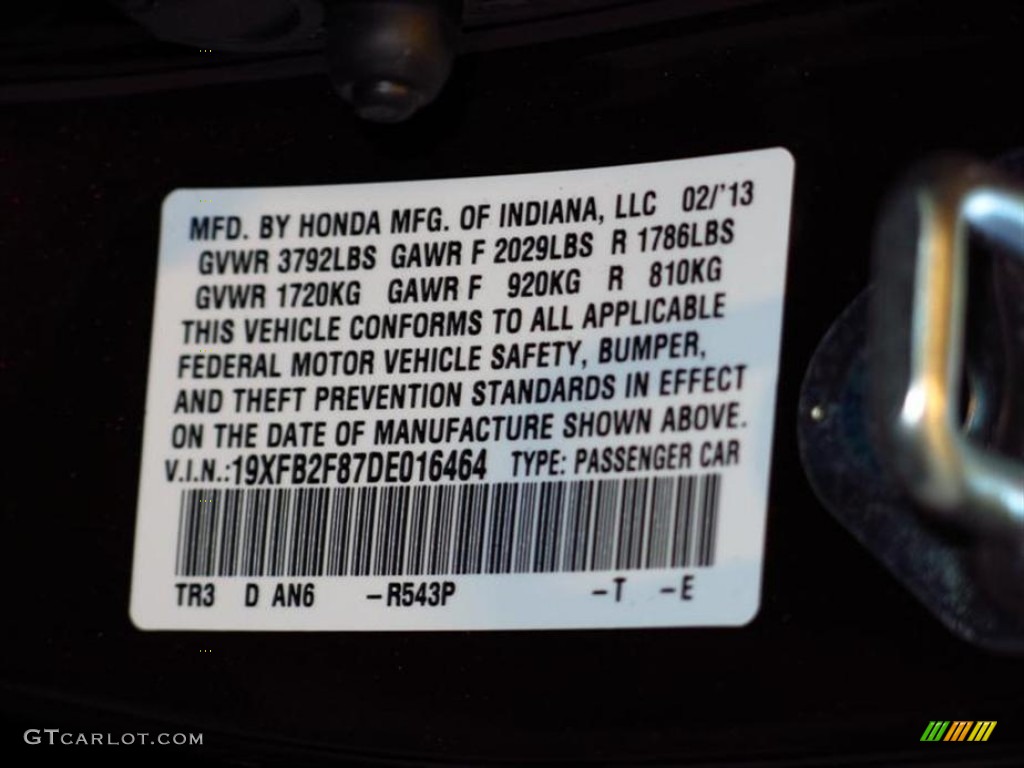 MFD. BY HONDA MFG. OF INDIANA, LLC 02/'13
GVWR 3792LBS GAWR F 2029LBS R 1786LBS
GVWR 1720KG GAWR F 920KG R 810KG
THIS VEHICLE CONFORMS TO ALL APPLICABLE
FEDERAL MOTOR VEHICLE SAFETY, BUMPER,
AND THEFT PREVENTION STANDARDS IN EFFECT
ON THE DATE OF MANUFACTURE SHOWN ABOVE.
V.I.N.:19XFB2F87DE016464 TYPE: PASSENGER CAR
TR3 D AN6 -R543P -T -E
GTCARLOT.COM